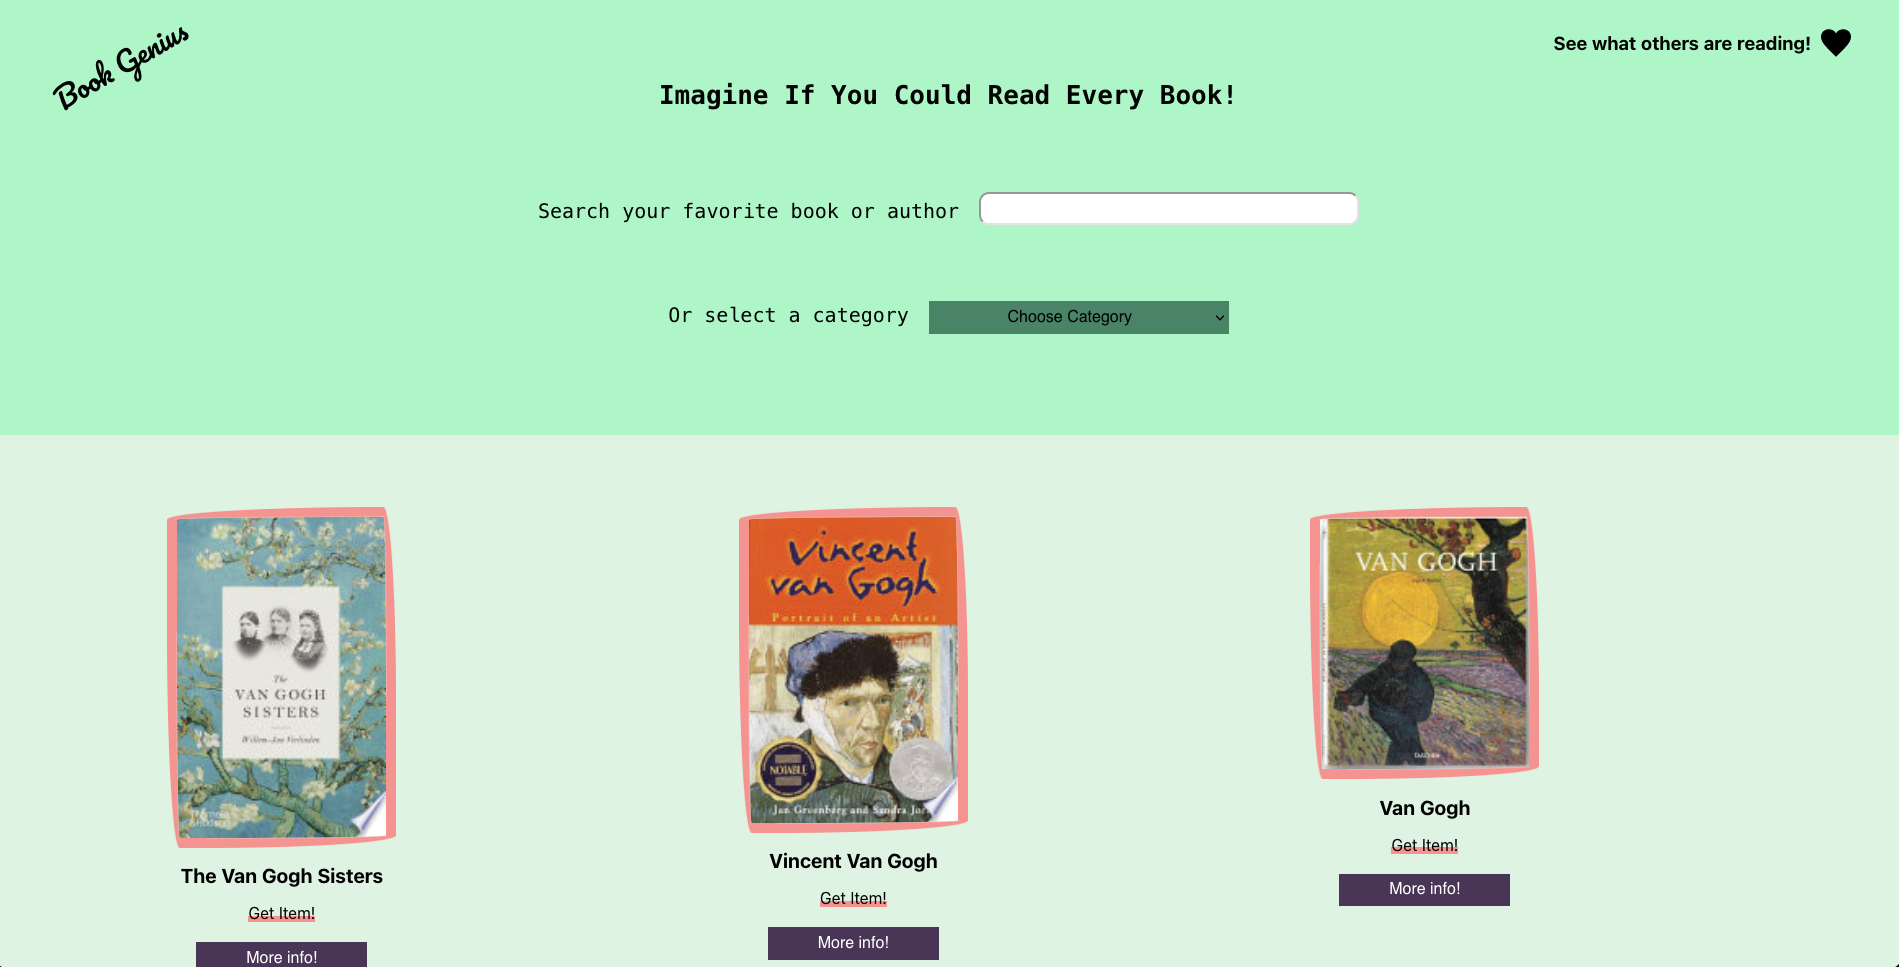 Book Genius
See what others are reading!
Imagine If You Could Read Every Book!
Search your favorite book or author
Or select a category
Choose Category
The
VAN GOGH
SISTERS
Willem-Jan Verlinden
The Van Gogh Sisters
Get Item!
More info!
Vincent
van Gogh
Portrait of an Artist
NOTABLE
Jan Greenberg and Sandra Jor
Vincent Van Gogh
Get Item!
More info!
VAN GOGH
TASCHEN
Van Gogh
Get Item!
More info!